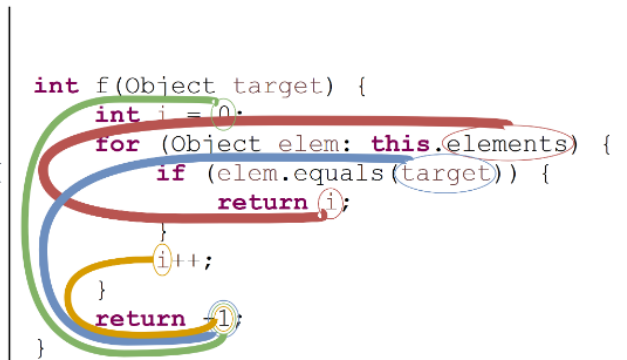 int f(Object target) {
int i = 0;
for (Object elem: this.elements) {
if (elem.equals(target)) {
return i;
}
i++;
}
return -1;
}